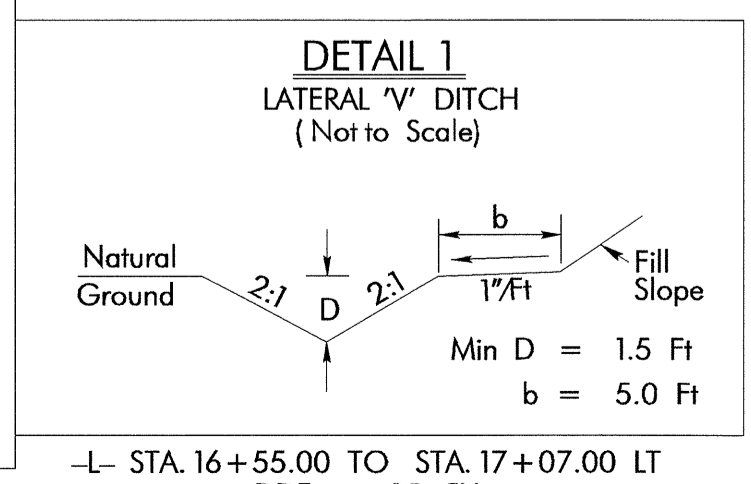 DETAIL 1
LATERAL 'V' DITCH
(Not to Scale)
b
Natural
Ground
2:1
D
2:1
1"/Ft
Fill
Slope
Min D = 1.5 Ft
b = 5.0 Ft
-L- STA. 16+55.00 TO STA. 17+07.00 LT